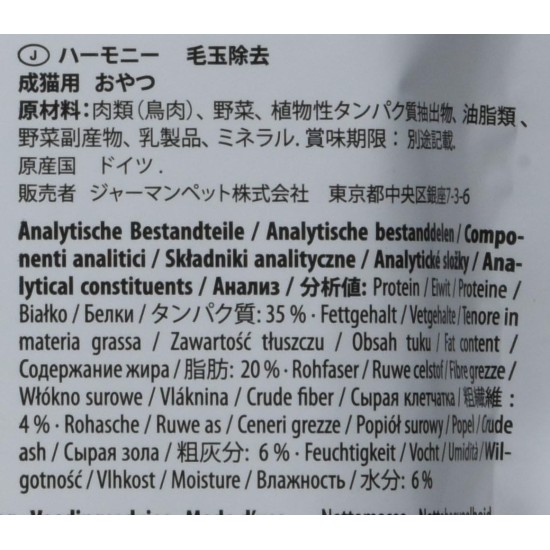 J ハーモニー 毛玉除去
成猫用 おやつ
原材料:肉類(鳥肉)、野菜、植物性タンパク質抽出物、油脂類、
野菜副産物、乳製品、ミネラル. 賞味期限:別途記載.
原産国 ドイツ.
販売者 ジャーマンペット株式会社 東京都中央区銀座7-3-6
Analytische Bestandteile / Analytische bestanddelen / Compo-
nenti analitici / Składniki analityczne / Analytické složky / Ana-
lytical constituents / Анализ / 分析値: Protein / Eiwit / Proteine /
Białko / Белки / タンパク質: 35 % · Fettgehalt / Vetgehalte / Tenore in
materia grassa / Zawartość tłuszczu / Obsah tuku / Fat content /
Содержание жира / 脂肪: 20 % · Rohfaser / Ruwe celstof / Fibre grezze /
Włókno surowe / Vláknina / Crude fiber / Сырая клетчатка / 粗繊維 :
4 % · Rohasche / Ruwe as / Ceneri grezze / Popiół surowy / Popel / Crude
ash / Сырая зола / 粗灰分: 6 % · Feuchtigkeit / Vocht / Umidità / Wil-
gotność / Vlhkost / Moisture / Влажность / 水分: 6 %